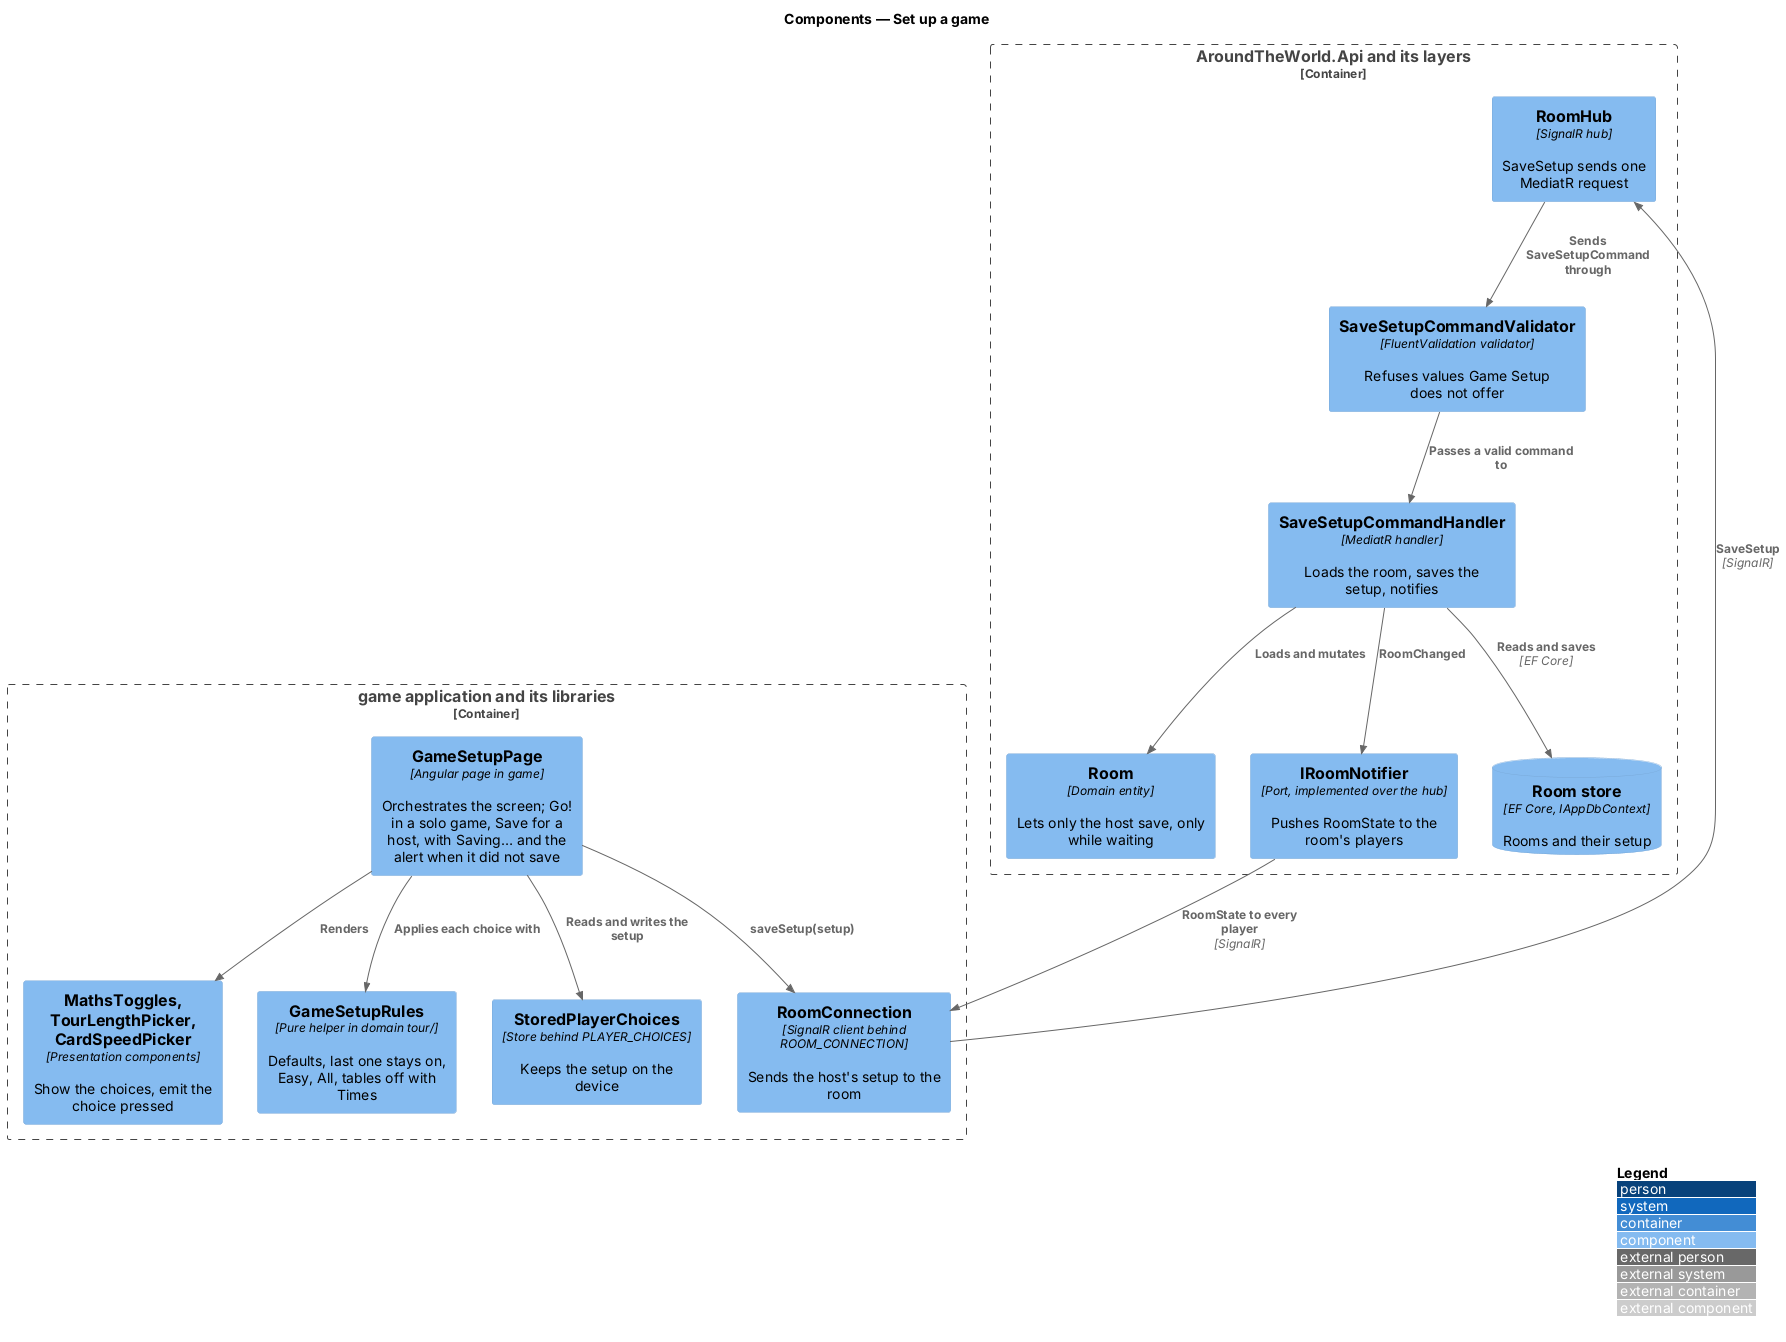 Components — Set up a game
AroundTheWorld.Api and its layers
[Container]
RoomHub
[SignalR hub]
SaveSetup sends one
MediatR request
Sends
SaveSetupCommand
through
SaveSetupCommandValidator
[FluentValidation validator]
Refuses values Game Setup
does not offer
Passes a valid command
to
SaveSetupCommandHandler
[MediatR handler]
Loads the room, saves the
setup, notifies
SaveSetup
[SignalR]
Loads and mutates
RoomChanged
Reads and saves
[EF Core]
Room
[Domain entity]
Lets only the host save, only
while waiting
IRoomNotifier
[Port, implemented over the hub]
Pushes RoomState to the
room's players
Room store
[EF Core, IAppDbContext]
Rooms and their setup
game application and its libraries
[Container]
GameSetupPage
[Angular page in game]
Orchestrates the screen; Go!
in a solo game, Save for a
host, with Saving... and the
alert when it did not save
Renders
Applies each choice with
Reads and writes the
setup
saveSetup(setup)
RoomState to every
player
[SignalR]
MathsToggles,
TourLengthPicker,
CardSpeedPicker
[Presentation components]
Show the choices, emit the
choice pressed
GameSetupRules
[Pure helper in domain tour/]
Defaults, last one stays on,
Easy, All, tables off with
Times
StoredPlayerChoices
[Store behind PLAYER_CHOICES]
Keeps the setup on the
device
RoomConnection
[SignalR client behind
ROOM_CONNECTION]
Sends the host's setup to the
room
Legend
person
system
container
component
external person
external system
external container
external component